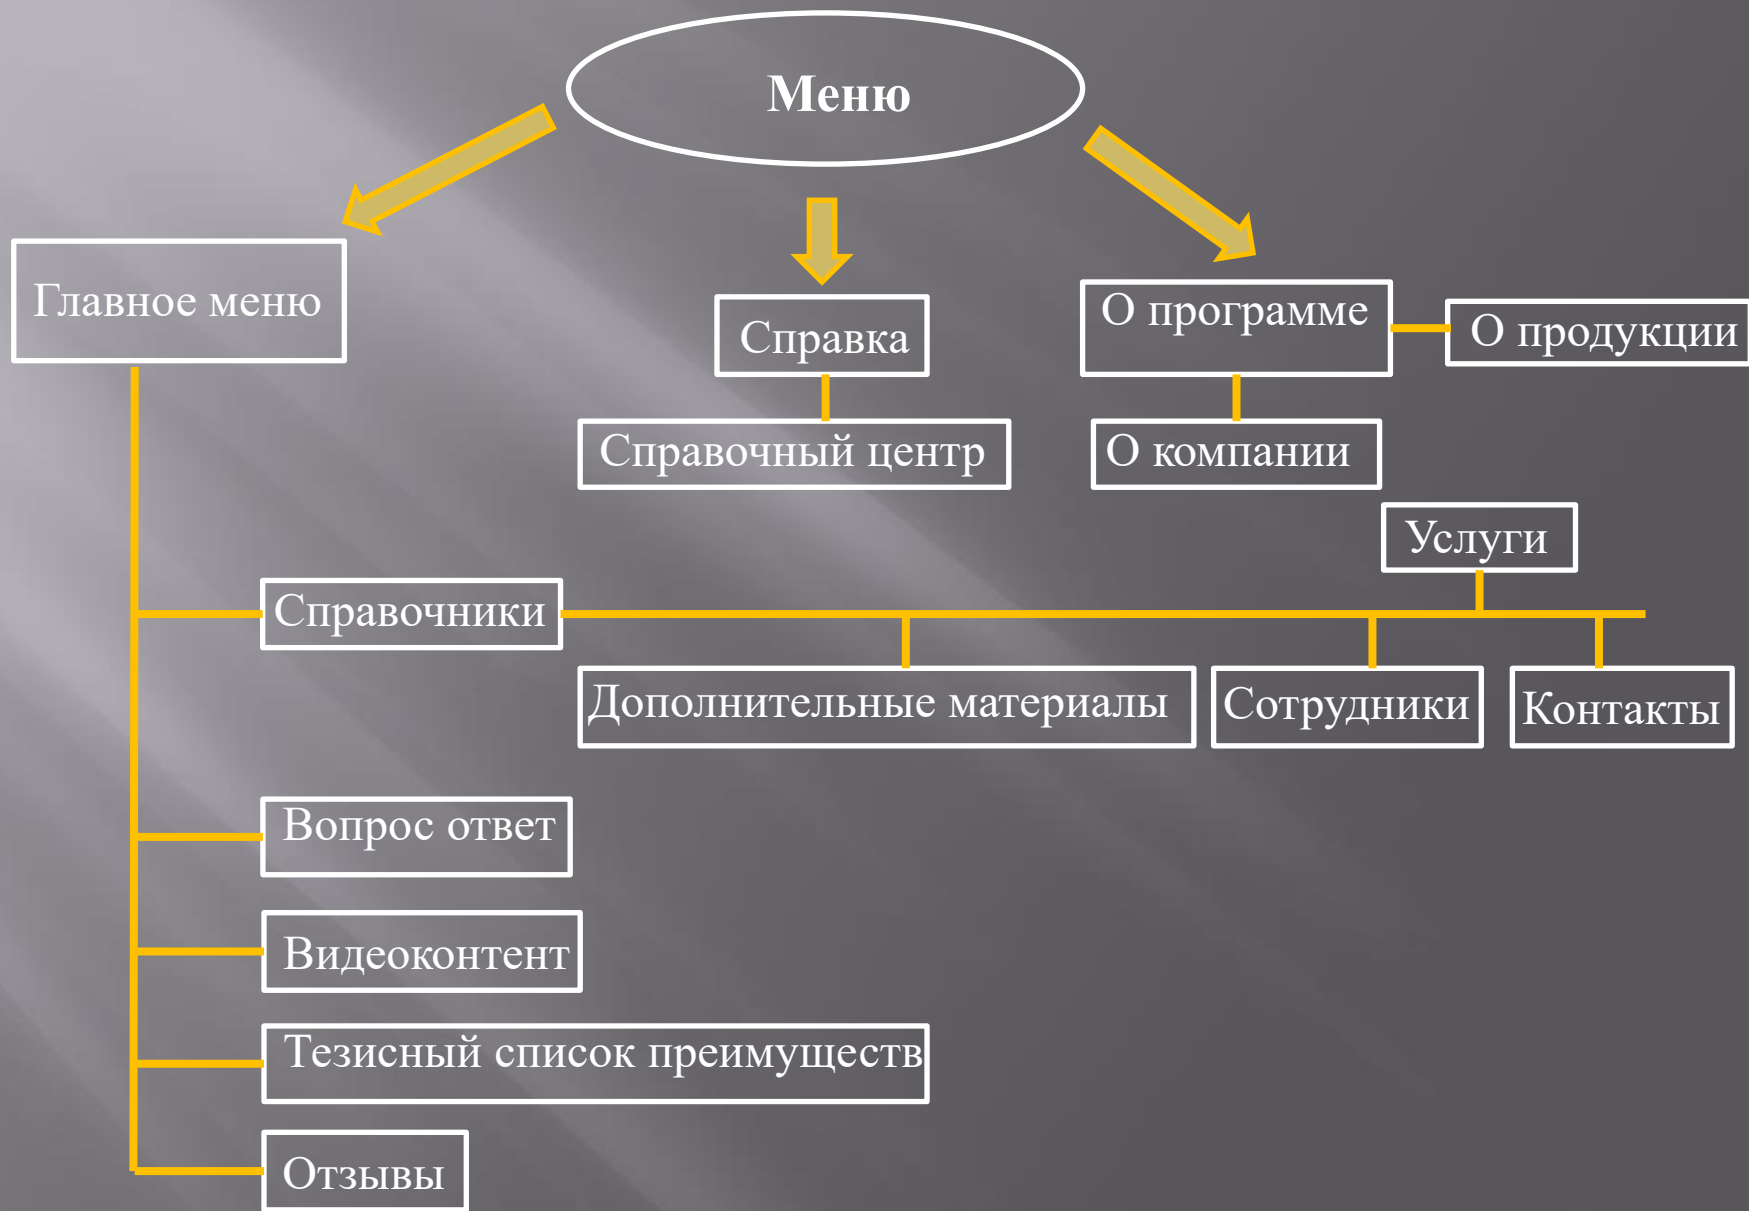 Меню
Главное меню
Справка
О программе
О продукции
Справочный центр
О компании
Услуги
Справочники
Дополнительные материалы
Сотрудники
Контакты
Вопрос ответ
Видеоконтент
Тезисный список преимуществ
Отзывы